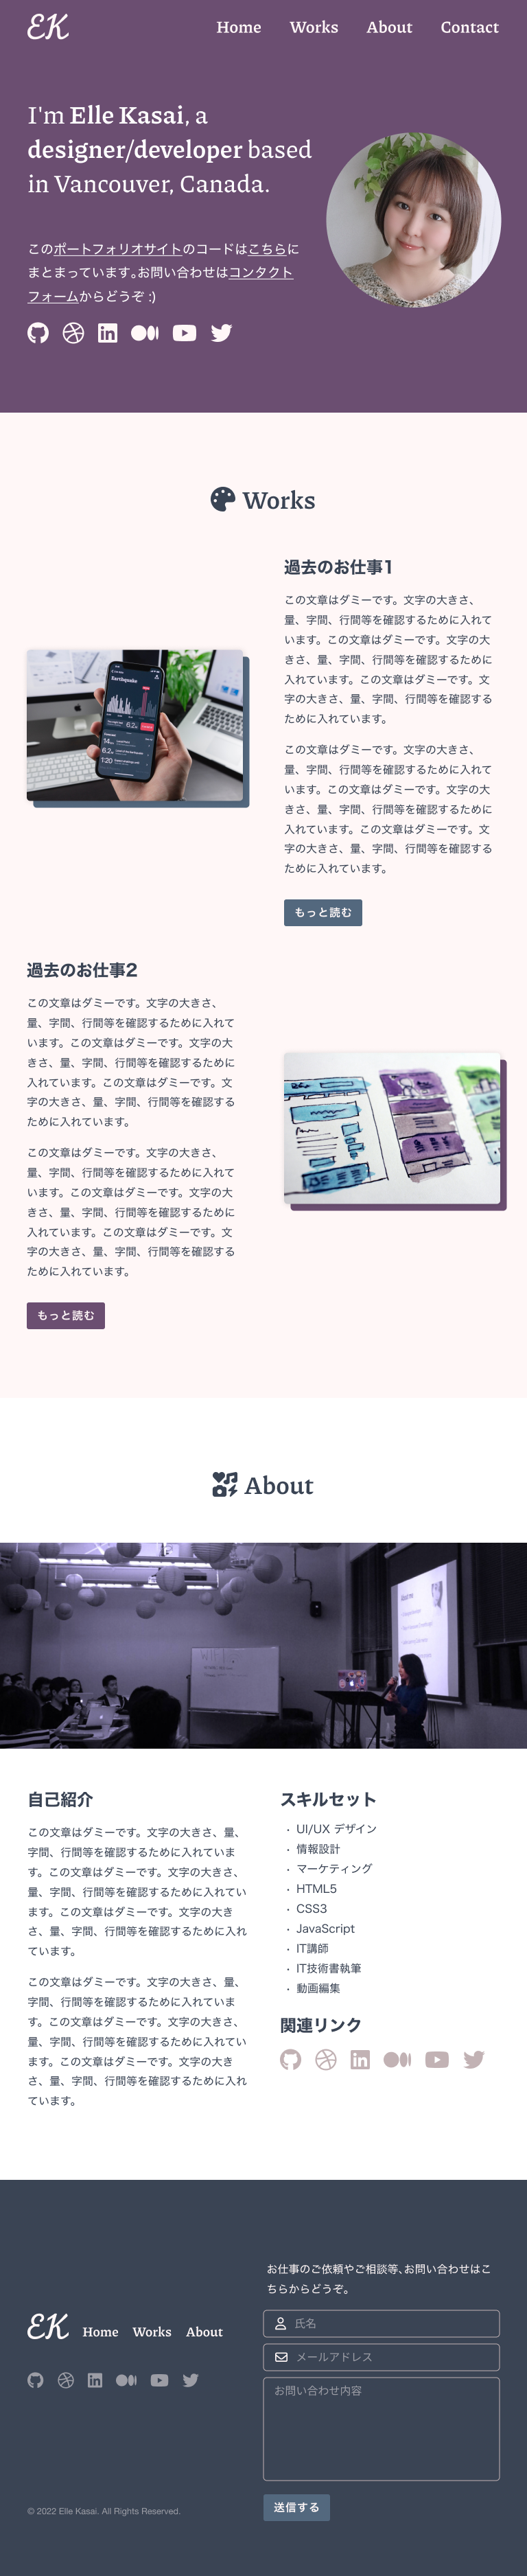 EK
Home Works About Contact
I'm Elle Kasai, a
designer/developer based
in Vancouver, Canada.
このポートフォリオサイトのコードはこちらに
まとまっています。お問い合わせはコンタクト
フォームからどうぞ :)
Works
過去のお仕事1
この文章はダミーです。文字の大きさ、
量、字間、行間等を確認するために入れて
います。この文章はダミーです。文字の大
きさ、量、字間、行間等を確認するために
入れています。この文章はダミーです。文
字の大きさ、量、字間、行間等を確認する
ために入れています。
この文章はダミーです。文字の大きさ、
量、字間、行間等を確認するために入れて
います。この文章はダミーです。文字の大
きさ、量、字間、行間等を確認するために
入れています。この文章はダミーです。文
字の大きさ、量、字間、行間等を確認する
ために入れています。
もっと読む
Earthquake
過去のお仕事2
この文章はダミーです。文字の大きさ、
量、字間、行間等を確認するために入れて
います。この文章はダミーです。文字の大
きさ、量、字間、行間等を確認するために
入れています。この文章はダミーです。文
字の大きさ、量、字間、行間等を確認する
ために入れています。
この文章はダミーです。文字の大きさ、
量、字間、行間等を確認するために入れて
います。この文章はダミーです。文字の大
きさ、量、字間、行間等を確認するために
入れています。この文章はダミーです。文
字の大きさ、量、字間、行間等を確認する
ために入れています。
もっと読む
About
自己紹介
この文章はダミーです。文字の大きさ、量、
字間、行間等を確認するために入れていま
す。この文章はダミーです。文字の大きさ、
量、字間、行間等を確認するために入れてい
ます。この文章はダミーです。文字の大き
さ、量、字間、行間等を確認するために入れ
ています。
この文章はダミーです。文字の大きさ、量、
字間、行間等を確認するために入れていま
す。この文章はダミーです。文字の大きさ、
量、字間、行間等を確認するために入れてい
ます。この文章はダミーです。文字の大き
さ、量、字間、行間等を確認するために入れ
ています。
スキルセット
・UI/UX デザイン
・情報設計
・マーケティング
・HTML5
・CSS3
・JavaScript
・IT講師
・IT技術書執筆
・動画編集
関連リンク
EK Home Works About
© 2022 Elle Kasai. All Rights Reserved.
お仕事のご依頼やご相談等、お問い合わせはこ
ちらからどうぞ。
氏名
メールアドレス
お問い合わせ内容
送信する